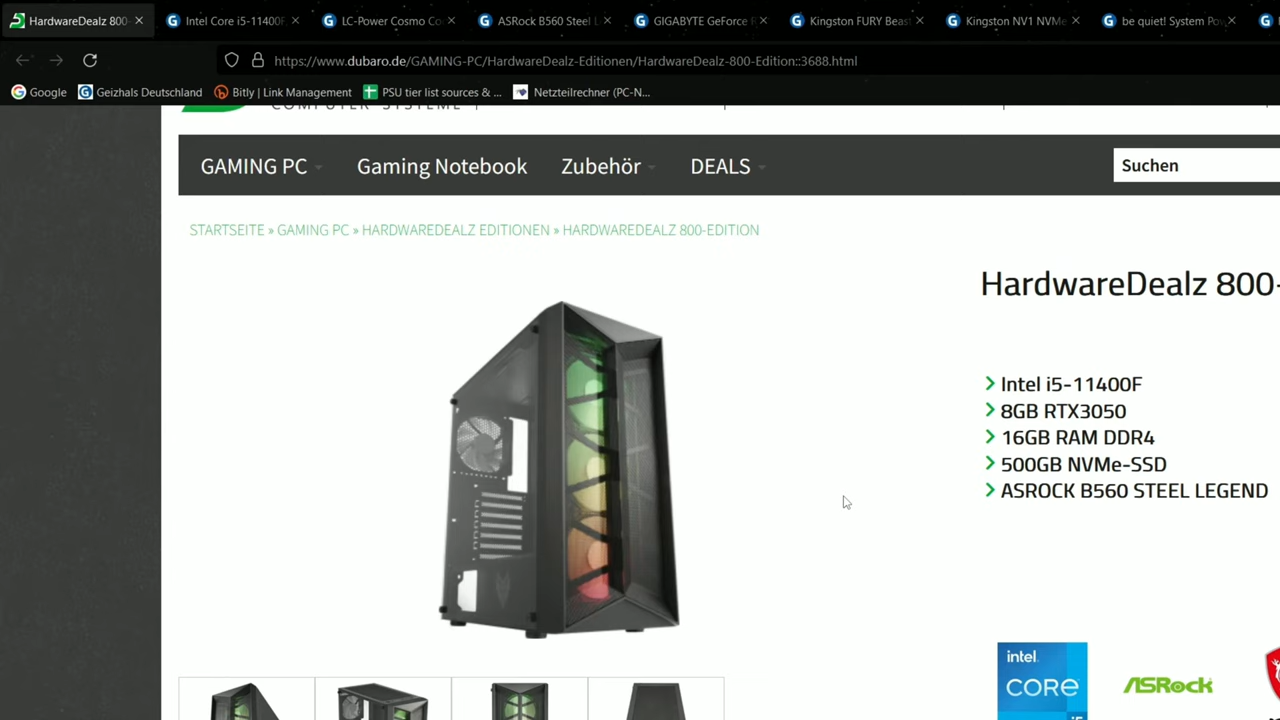 HardwareDealz 800
Intel Core i5-11400F
LC-Power Cosmo Co
ASRock B560 Steel L
GIGABYTE GeForce
Kingston FURY Beas
Kingston NV1 NVMe
be quiet! System Pow
https://www.dubaro.de/GAMING-PC/HardwareDealz-Editionen/HardwareDealz-800-Edition::3688.html
Google
Geizhals Deutschland
Bitly | Link Management
PSU tier list sources & ...
Netzteilrechner (PC-N...
COMPUTER-SYSTEME
GAMING PC
Gaming Notebook
Zubehör
DEALS
Suchen
STARTSEITE » GAMING PC » HARDWAREDEALZ EDITIONEN » HARDWAREDEALZ 800-EDITION
HardwareDealz 800-
Intel i5-11400F
8GB RTX3050
16GB RAM DDR4
500GB NVMe-SSD
ASROCK B560 STEEL LEGEND
intel
CORE
i5
ASRock